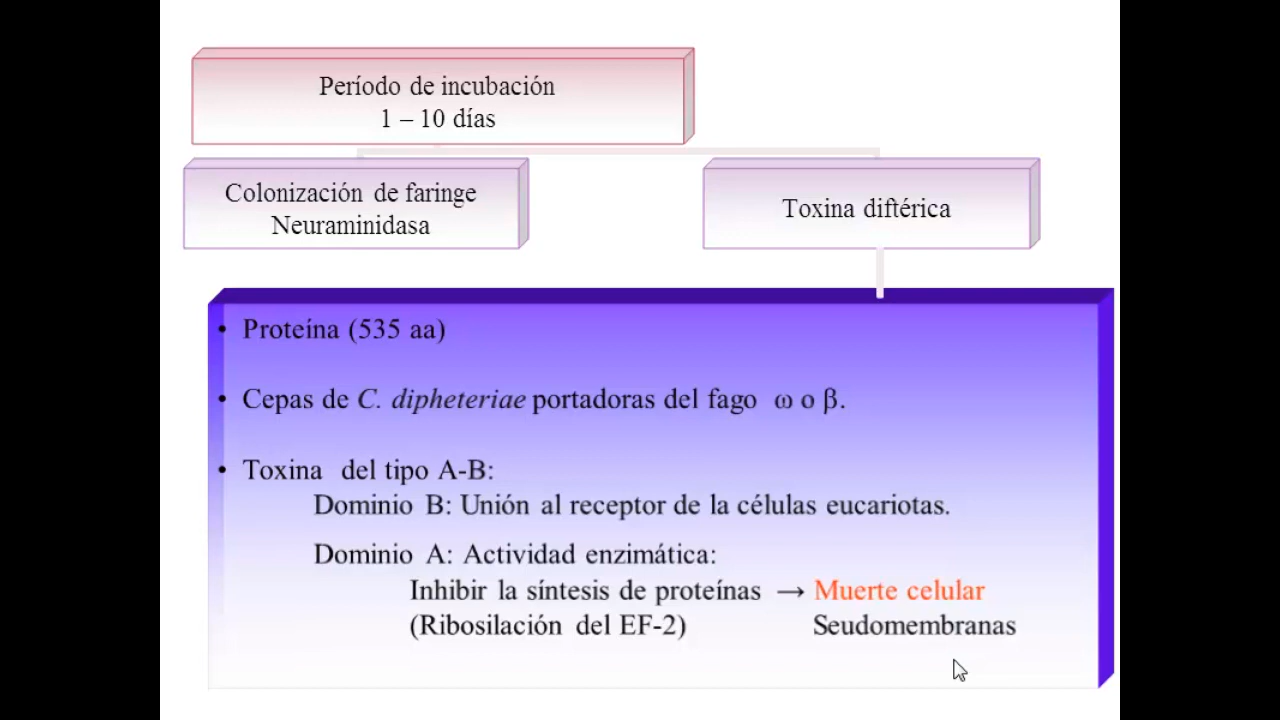 Período de incubación
1 – 10 días
Colonización de faringe
Neuraminidasa
Toxina diftérica
• Proteína (535 aa)
• Cepas de C. dipheteriae portadoras del fago ω o β.
• Toxina del tipo A-B:
Dominio B: Unión al receptor de la células eucariotas.
Dominio A: Actividad enzimática:
Inhibir la síntesis de proteínas → Muerte celular
(Ribosilación del EF-2) Seudomembranas